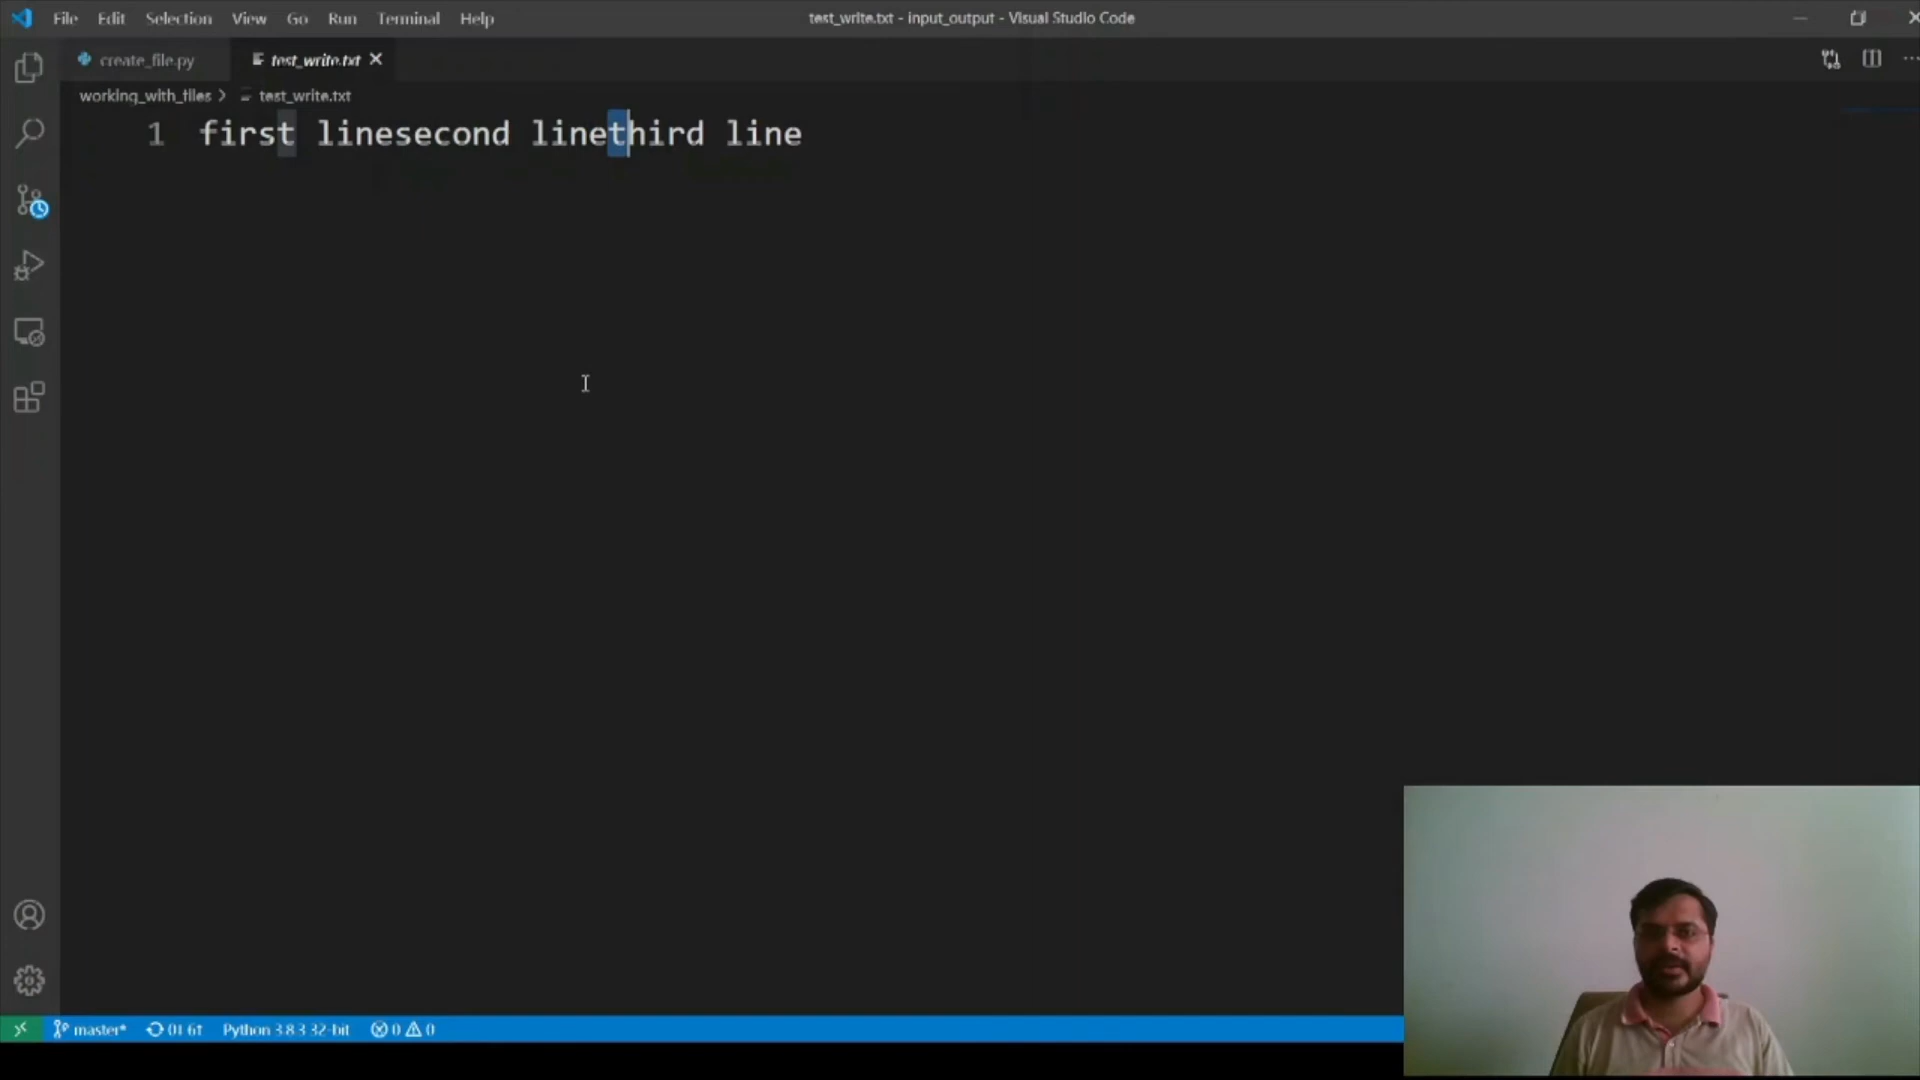 File Edit Selection View Go Run Terminal Help
test_write.txt - input_output - Visual Studio Code
create_file.py
test_write.txt
working_with_files > test_write.txt
1 first linesecond linethird line
master* Python 3.8.3 32-bit 0 0